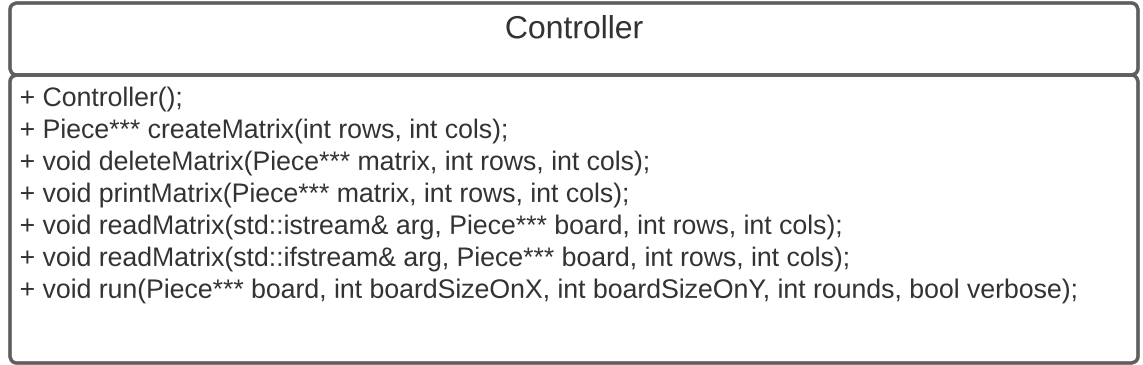 Controller
+ Controller();
+ Piece*** createMatrix(int rows, int cols);
+ void deleteMatrix(Piece*** matrix, int rows, int cols);
+ void printMatrix(Piece*** matrix, int rows, int cols);
+ void readMatrix(std::istream& arg, Piece*** board, int rows, int cols);
+ void readMatrix(std::ifstream& arg, Piece*** board, int rows, int cols);
+ void run(Piece*** board, int boardSizeOnX, int boardSizeOnY, int rounds, bool verbose);